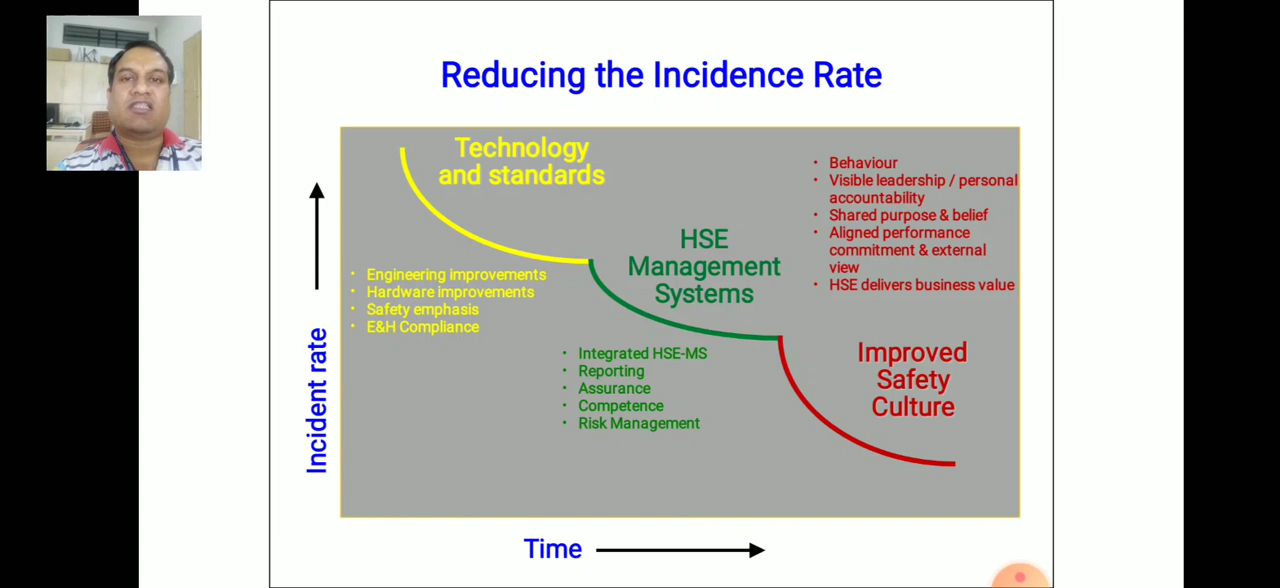 Reducing the Incidence Rate
Technology
and standards
• Engineering improvements
• Hardware improvements
• Safety emphasis
• E&H Compliance
HSE
Management
Systems
• Integrated HSE-MS
• Reporting
• Assurance
• Competence
• Risk Management
• Behaviour
• Visible leadership / personal
accountability
• Shared purpose & belief
• Aligned performance
commitment & external
view
• HSE delivers business value
Improved
Safety
Culture
Incident rate
Time